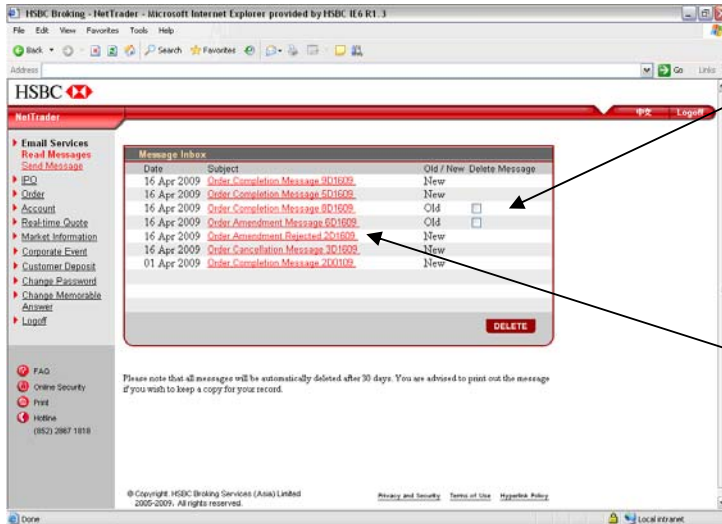 HSBC Broking - NetTrader - Microsoft Internet Explorer provided by HSBC IE6 R1.3
File Edit View Favorites Tools Help
Back Search Favorites
Address Go Links
HSBC
NetTrader 中文 Logoff
Email Services
Read Messages
Send Message
IPO
Order
Account
Real-time Quote
Market Information
Corporate Event
Customer Deposit
Change Password
Change Memorable
Answer
Logoff
FAQ
Online Security
Print
Hotline
(852) 2867 1818
Message Inbox
Date Subject Old / New Delete Message
16 Apr 2009 Order Completion Message 9D1609 New
16 Apr 2009 Order Completion Message 5D1609 New
16 Apr 2009 Order Completion Message 8D1609 Old
16 Apr 2009 Order Amendment Message 6D1609 Old
16 Apr 2009 Order Amendment Rejected 2D1609 New
16 Apr 2009 Order Cancellation Message 3D1609 New
01 Apr 2009 Order Completion Message 2D0109 New
DELETE
Please note that all messages will be automatically deleted after 30 days. You are advised to print out the message
if you wish to keep a copy for your record.
© Copyright. HSBC Broking Services (Asia) Limited
2005-2009. All rights reserved.
Privacy and Security Terms of Use Hyperlink Policy
Done Local intranet